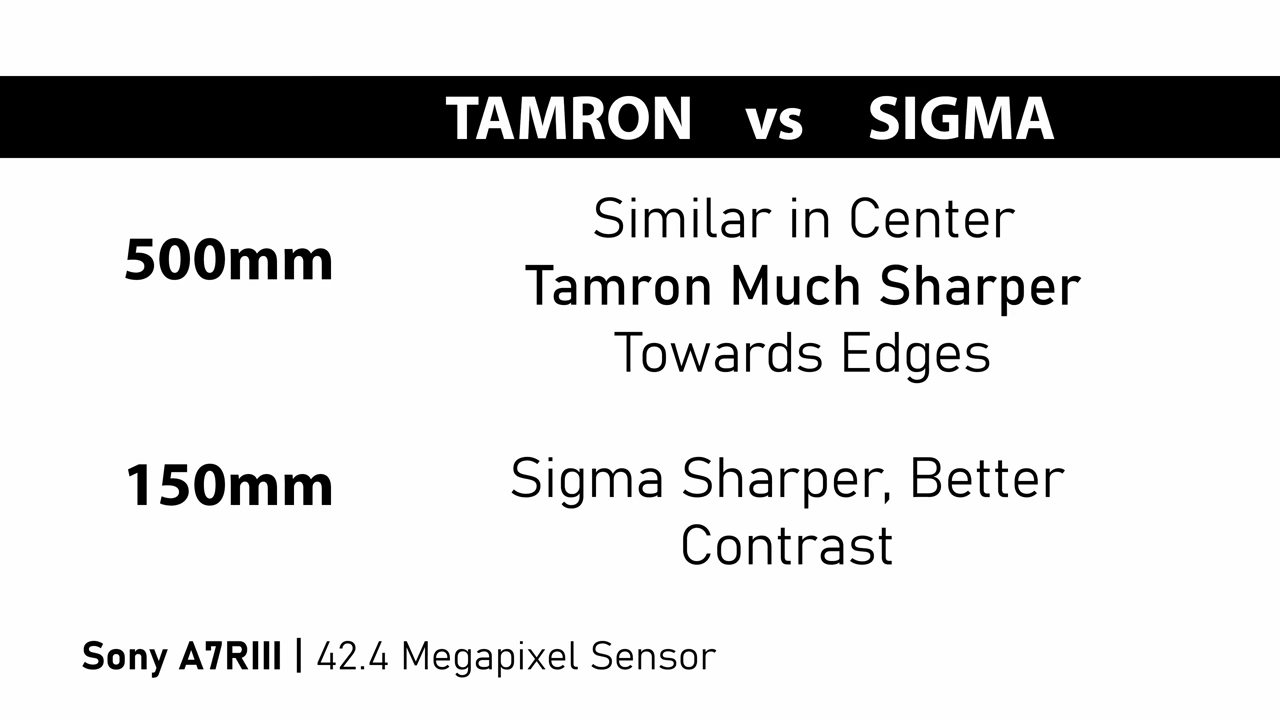 TAMRON vs SIGMA
500mm
Similar in Center
Tamron Much Sharper
Towards Edges
150mm
Sigma Sharper, Better
Contrast
Sony A7RIII | 42.4 Megapixel Sensor